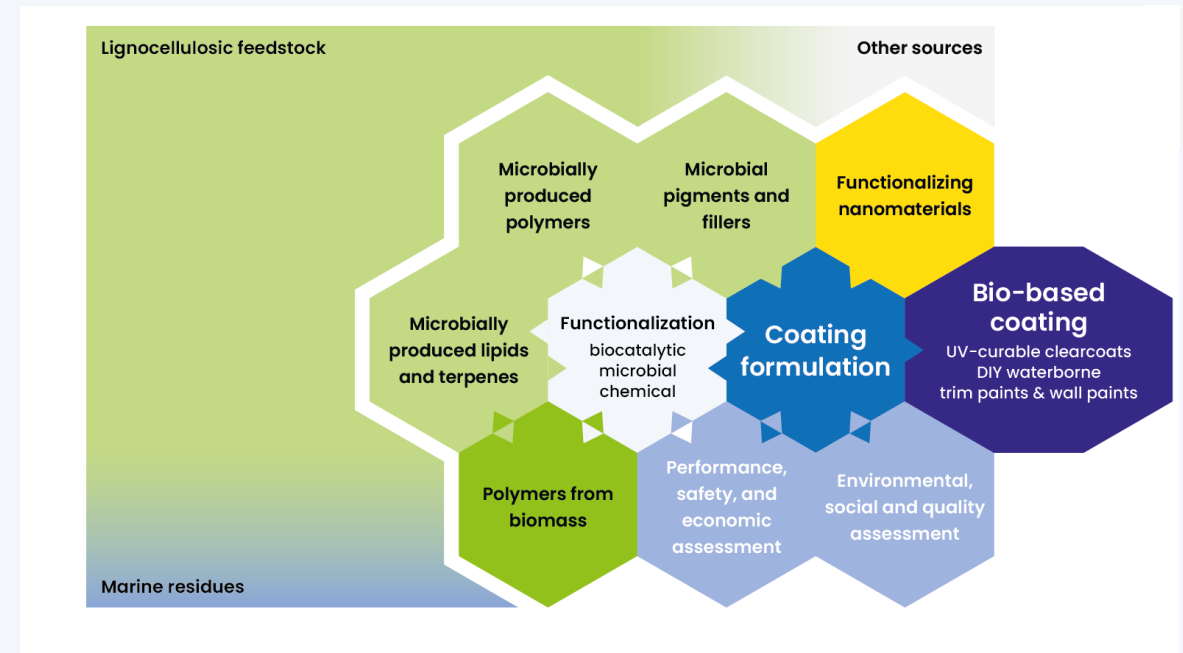 Lignocellulosic feedstock
Other sources
Microbially
produced
polymers
Microbial
pigments and
fillers
Functionalizing
nanomaterials
Microbially
produced lipids
and terpenes
Functionalization
biocatalytic
microbial
chemical
Coating
formulation
Bio-based
coating
UV-curable clearcoats
DIY waterborne
trim paints & wall paints
Polymers from
biomass
Performance,
safety, and
economic
assessment
Environmental,
social and quality
assessment
Marine residues